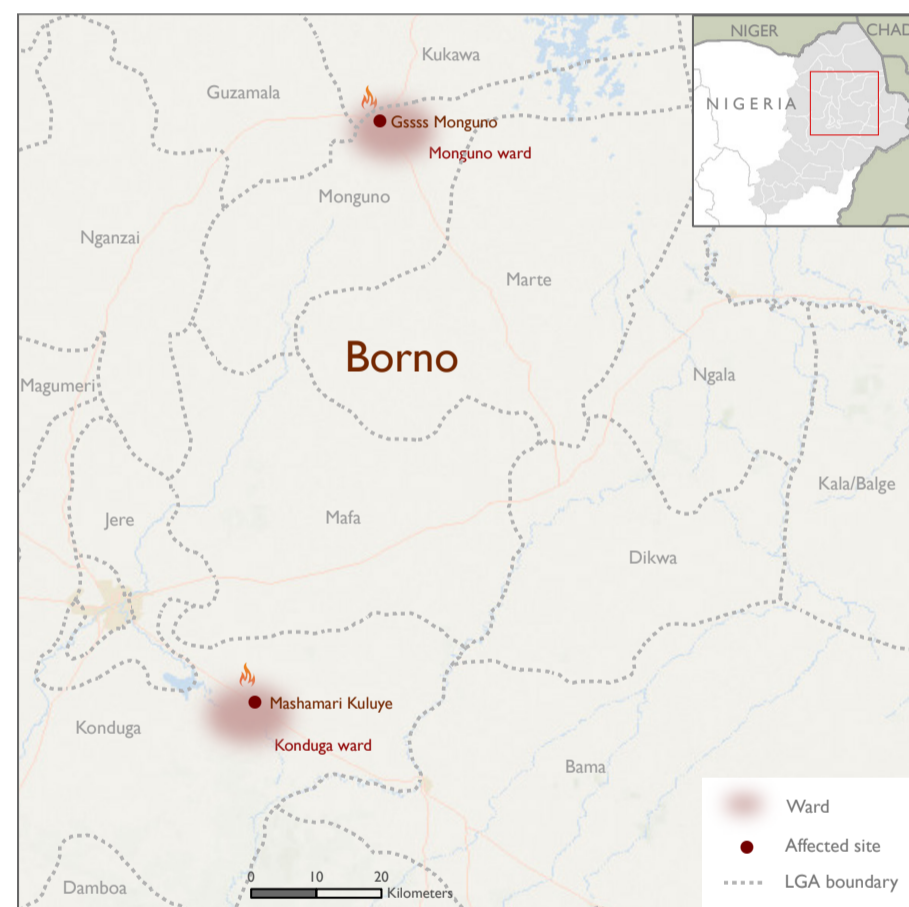 NIGER
CHAD
NIGERIA
Kukawa
Guzamala
Gssss Monguno
Monguno ward
Monguno
Nganzai
Marte
Borno
Magumeri
Ngala
Kala/Balge
Jere
Mafa
Dikwa
Mashamari Kuluye
Konduga
Konduga ward
Bama
Ward
Affected site
LGA boundary
Damboa
0 10 20
Kilometers